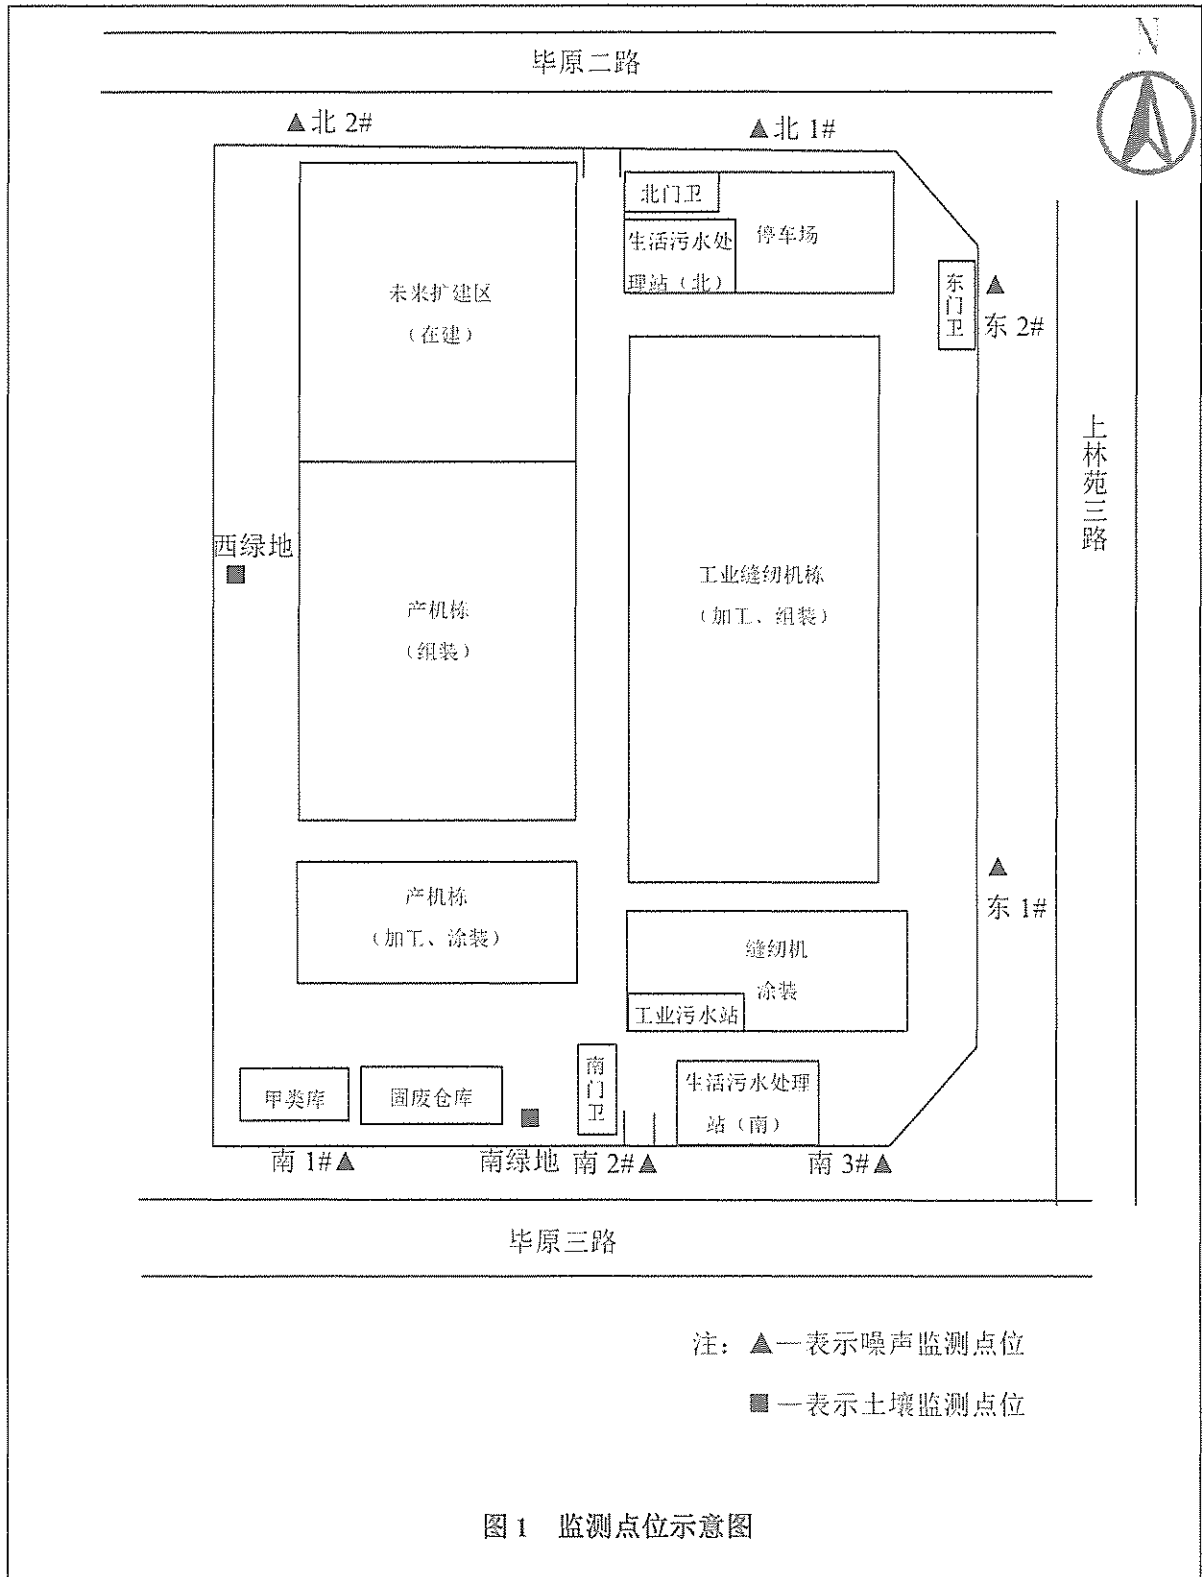 N
毕原二路
▲北 2#
▲北 1#
北门卫
生活污水处
理站（北）
停车场
未来扩建区
（在建）
东门卫
▲
东 2#
上林苑三路
西绿地
■
产机栋
（组装）
工业缝纫机栋
（加工、组装）
▲
东 1#
产机栋
（加工、涂装）
缝纫机
涂装
工业污水站
甲类库
固废仓库
■
南门卫
生活污水处理
站（南）
南 1#▲
南绿地
南 2#▲
南 3#▲
毕原三路
注：▲—表示噪声监测点位
■—表示土壤监测点位
图 1 监测点位示意图